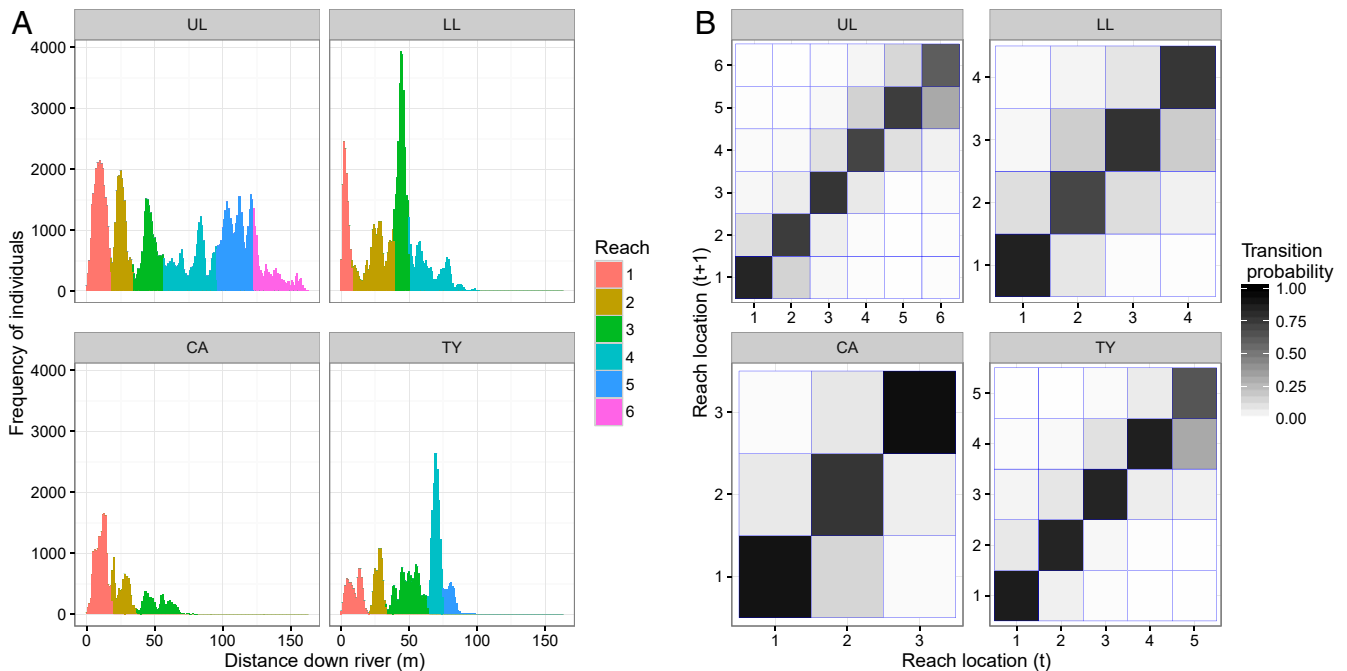 A
UL
LL
4000
3000
2000
1000
0
CA
TY
4000
3000
2000
1000
0
0 50 100 150
0 50 100 150
Distance down river (m)
Frequency of individuals
Reach
1
2
3
4
5
6
B
UL
LL
6
5
4
3
2
1
1 2 3 4 5 6
4
3
2
1
1 2 3 4
CA
TY
3
2
1
1 2 3
5
4
3
2
1
1 2 3 4 5
Reach location (t)
Reach location (t+1)
Transition
probability
1.00
0.75
0.50
0.25
0.00